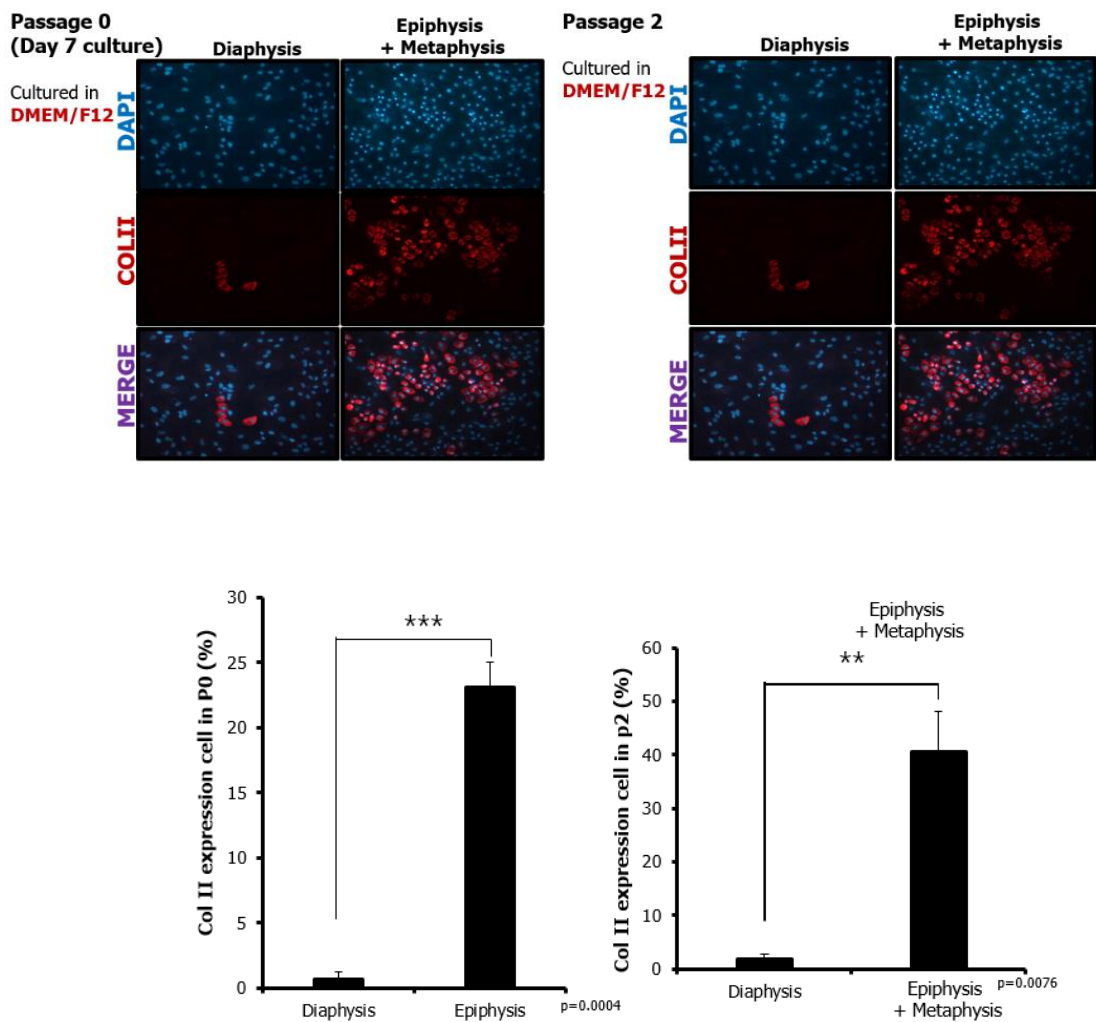 Passage 0
(Day 7 culture)
Diaphysis
Epiphysis
+ Metaphysis
Cultured in
DMEM/F12
DAPI
COLII
MERGE
Passage 2
Diaphysis
Epiphysis
+ Metaphysis
Cultured in
DMEM/F12
DAPI
COLII
MERGE
Col II expression cell in P0 (%)
30
25
20
15
10
5
0
***
Diaphysis
Epiphysis
p=0.0004
Epiphysis
+ Metaphysis
Col II expression cell in p2 (%)
60
50
40
30
20
10
0
**
Diaphysis
Epiphysis
+ Metaphysis
p=0.0076